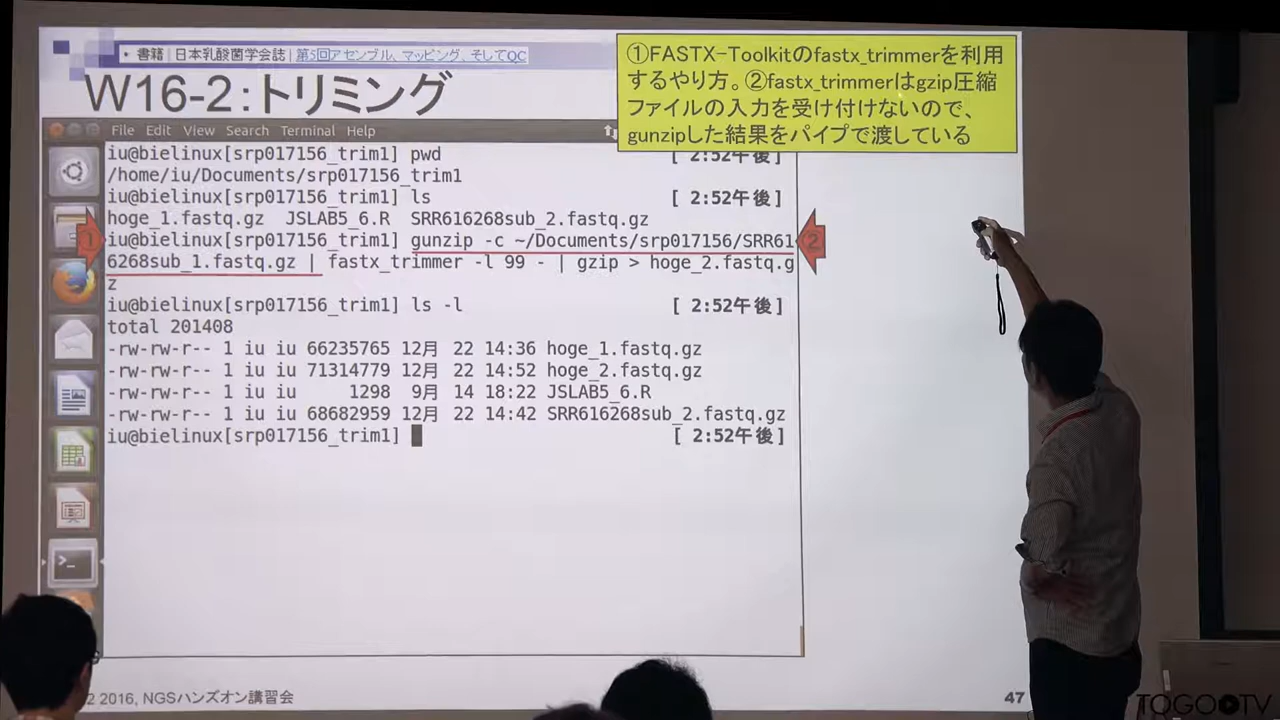 ・ 書籍 | 日本乳酸菌学会誌 | 第5回アセンブル、マッピング、そしてQC
W16-2：トリミング
①FASTX-Toolkitのfastx_trimmerを利用
するやり方。②fastx_trimmerはgzip圧縮
ファイルの入力を受け付けないので、
gunzipした結果をパイプで渡している
File Edit View Search Terminal Help
iu@bielinux[srp017156_trim1] pwd [ 2:52午後]
/home/iu/Documents/srp017156_trim1
iu@bielinux[srp017156_trim1] ls [ 2:52午後]
hoge_1.fastq.gz JSLAB5_6.R SRR616268sub_2.fastq.gz
1 iu@bielinux[srp017156_trim1] gunzip -c ~/Documents/srp017156/SRR61 2
6268sub_1.fastq.gz | fastx_trimmer -l 99 - | gzip > hoge_2.fastq.g
z
iu@bielinux[srp017156_trim1] ls -l [ 2:52午後]
total 201408
-rw-rw-r-- 1 iu iu 66235765 12月 22 14:36 hoge_1.fastq.gz
-rw-rw-r-- 1 iu iu 71314779 12月 22 14:52 hoge_2.fastq.gz
-rw-rw-r-- 1 iu iu 1298 9月 14 18:22 JSLAB5_6.R
-rw-rw-r-- 1 iu iu 68682959 12月 22 14:42 SRR616268sub_2.fastq.gz
iu@bielinux[srp017156_trim1] [ 2:52午後]
2 2016, NGSハンズオン講習会
47
TOGOTV